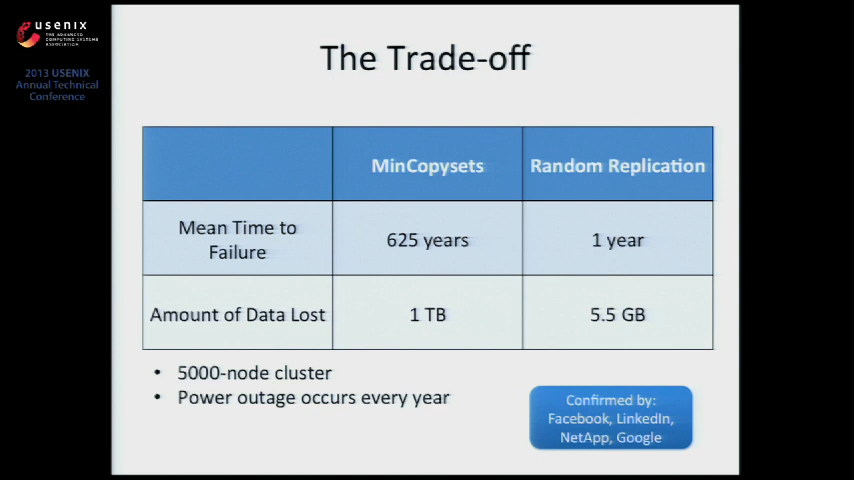 usenix
THE ADVANCED
COMPUTING SYSTEMS
ASSOCIATION
2013 USENIX
Annual Technical
Conference
The Trade-off
MinCopysets
Random Replication
Mean Time to
Failure
625 years
1 year
Amount of Data Lost
1 TB
5.5 GB
• 5000-node cluster
• Power outage occurs every year
Confirmed by:
Facebook, LinkedIn,
NetApp, Google